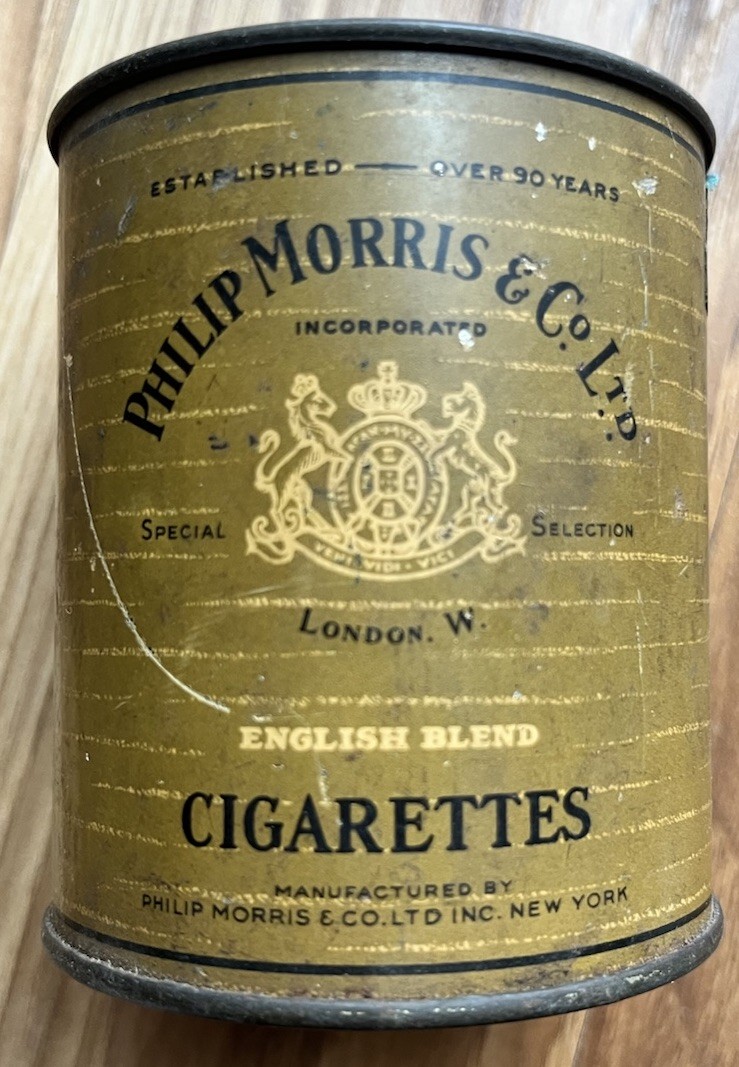 ESTABLISHED — OVER 90 YEARS
PHILIP MORRIS & Co. LTD.
INCORPORATED
VENI · VIDI · VICI
SPECIAL SELECTION
LONDON. W.
ENGLISH BLEND
CIGARETTES
MANUFACTURED BY
PHILIP MORRIS & CO. LTD INC. NEW YORK